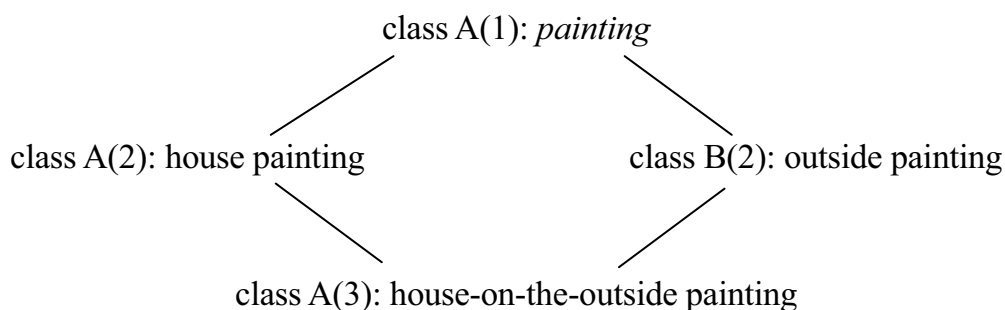 class A(1): painting
class A(2): house painting
class B(2): outside painting
class A(3): house-on-the-outside painting